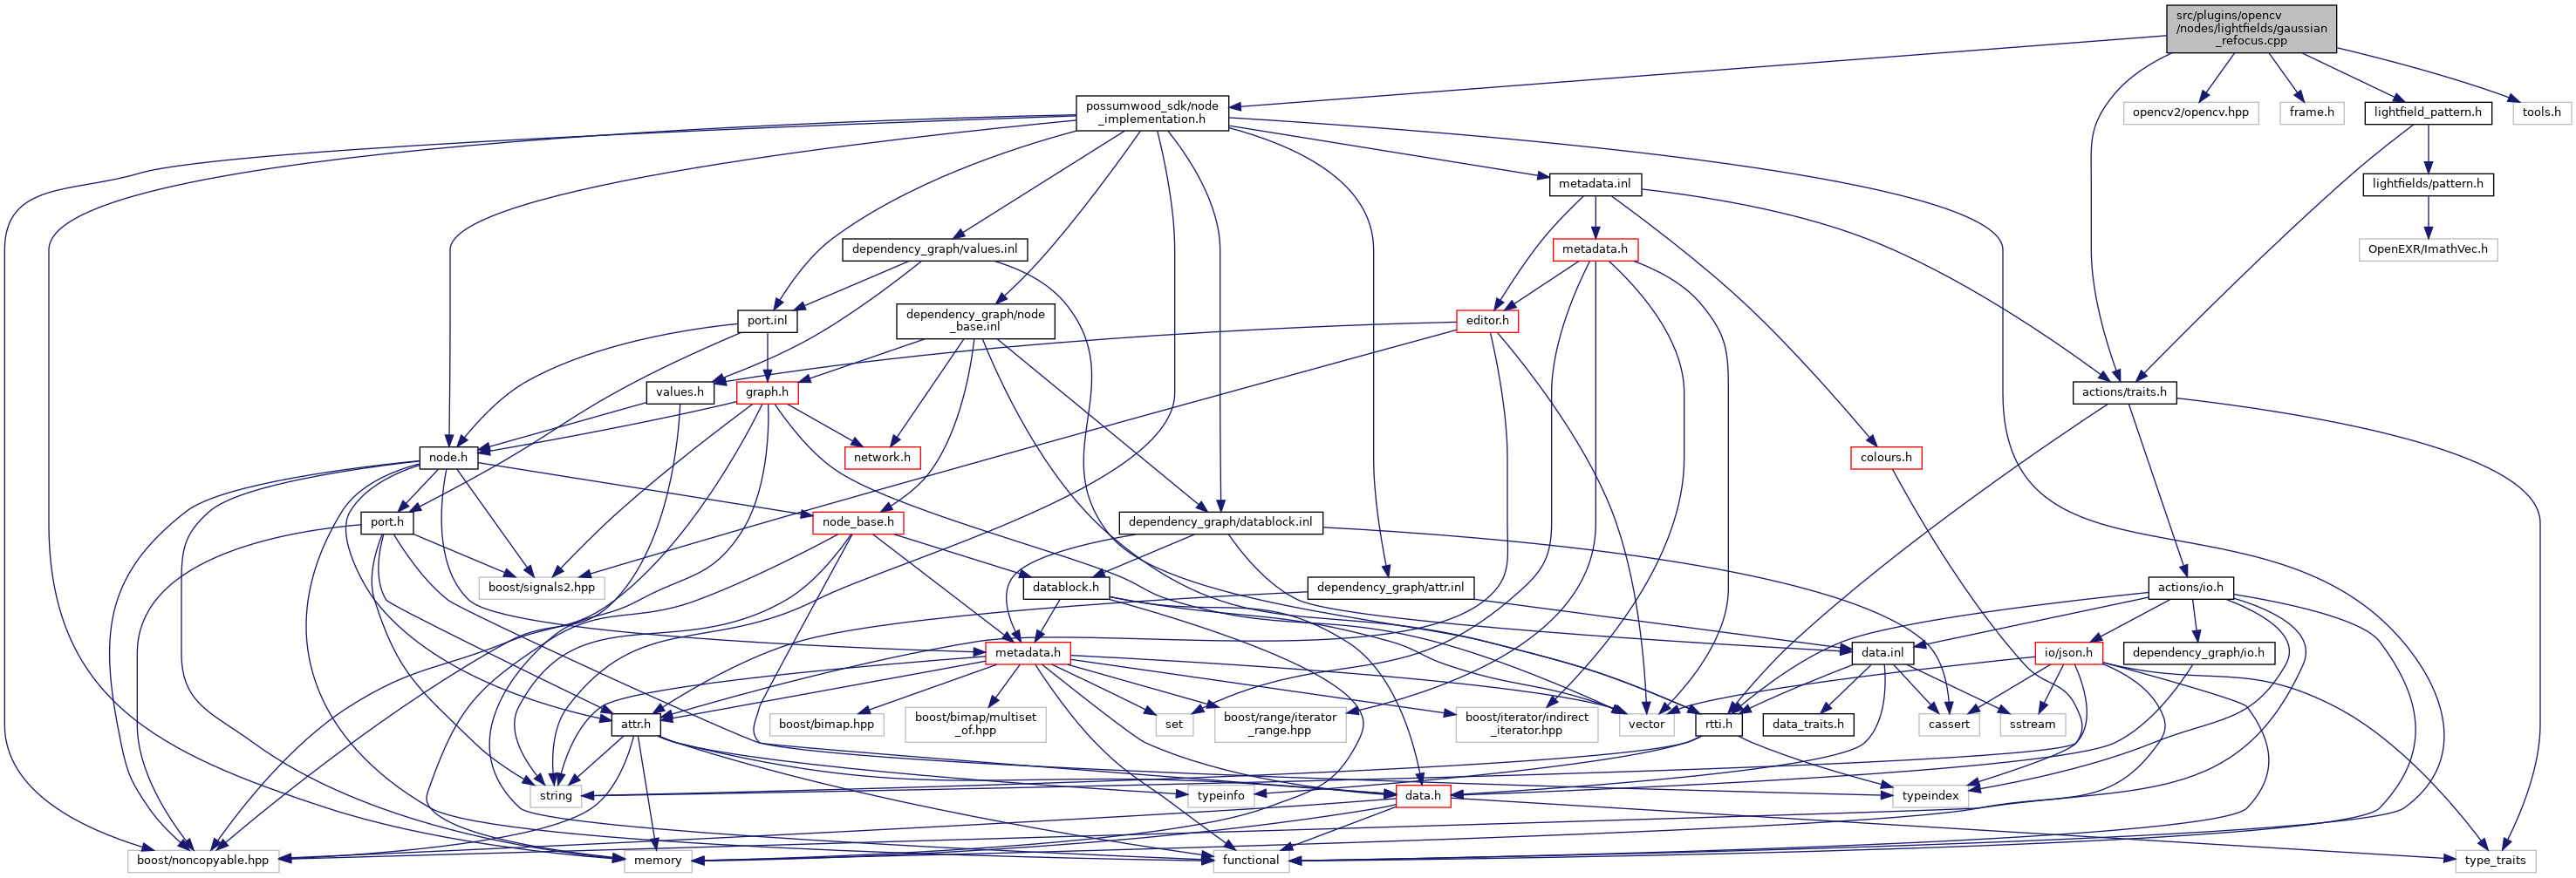 src/plugins/opencv
/nodes/lightfields/gaussian
_refocus.cpp
possumwood_sdk/node
_implementation.h
opencv2/opencv.hpp
frame.h
lightfield_pattern.h
tools.h
metadata.inl
lightfields/pattern.h
dependency_graph/values.inl
metadata.h
OpenEXR/ImathVec.h
port.inl
dependency_graph/node
_base.inl
editor.h
values.h
graph.h
actions/traits.h
node.h
network.h
colours.h
port.h
node_base.h
dependency_graph/datablock.inl
boost/signals2.hpp
datablock.h
dependency_graph/attr.inl
actions/io.h
metadata.h
data.inl
io/json.h
dependency_graph/io.h
attr.h
boost/bimap.hpp
boost/bimap/multiset
_of.hpp
set
boost/range/iterator
_range.hpp
boost/iterator/indirect
_iterator.hpp
vector
rtti.h
data_traits.h
cassert
sstream
string
typeinfo
data.h
typeindex
boost/noncopyable.hpp
memory
functional
type_traits